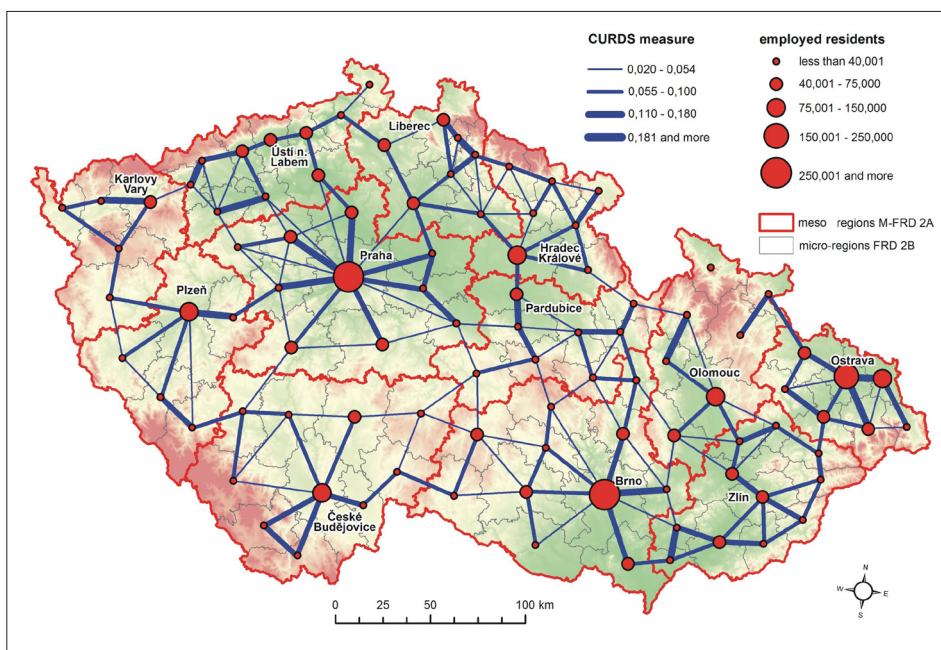 CURDS measure
0,020 - 0,054
0,055 - 0,100
0,110 - 0,180
0,181 and more
employed residents
less than 40,001
40,001 - 75,000
75,001 - 150,000
150,001 - 250,000
250,001 and more
meso regions M-FRD 2A
micro-regions FRD 2B
Liberec
Ústí n.
Labem
Karlovy
Vary
Praha
Hradec
Králové
Plzeň
Pardubice
Olomouc
Ostrava
Brno
Zlín
České
Budějovice
0 25 50 100 km
N
W E
S